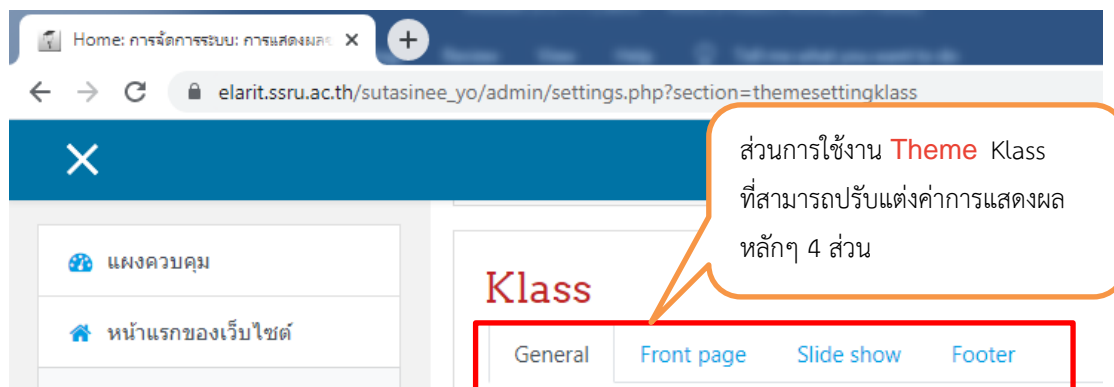 Home: การจัดการระบบ: การแสดงผลข
elarit.ssru.ac.th/sutasinee_yo/admin/settings.php?section=themesettingklass
ส่วนการใช้งาน Theme Klass
ที่สามารถปรับแต่งค่าการแสดงผล
หลักๆ 4 ส่วน
แผงควบคุม
หน้าแรกของเว็บไซต์
Klass
General Front page Slide show Footer